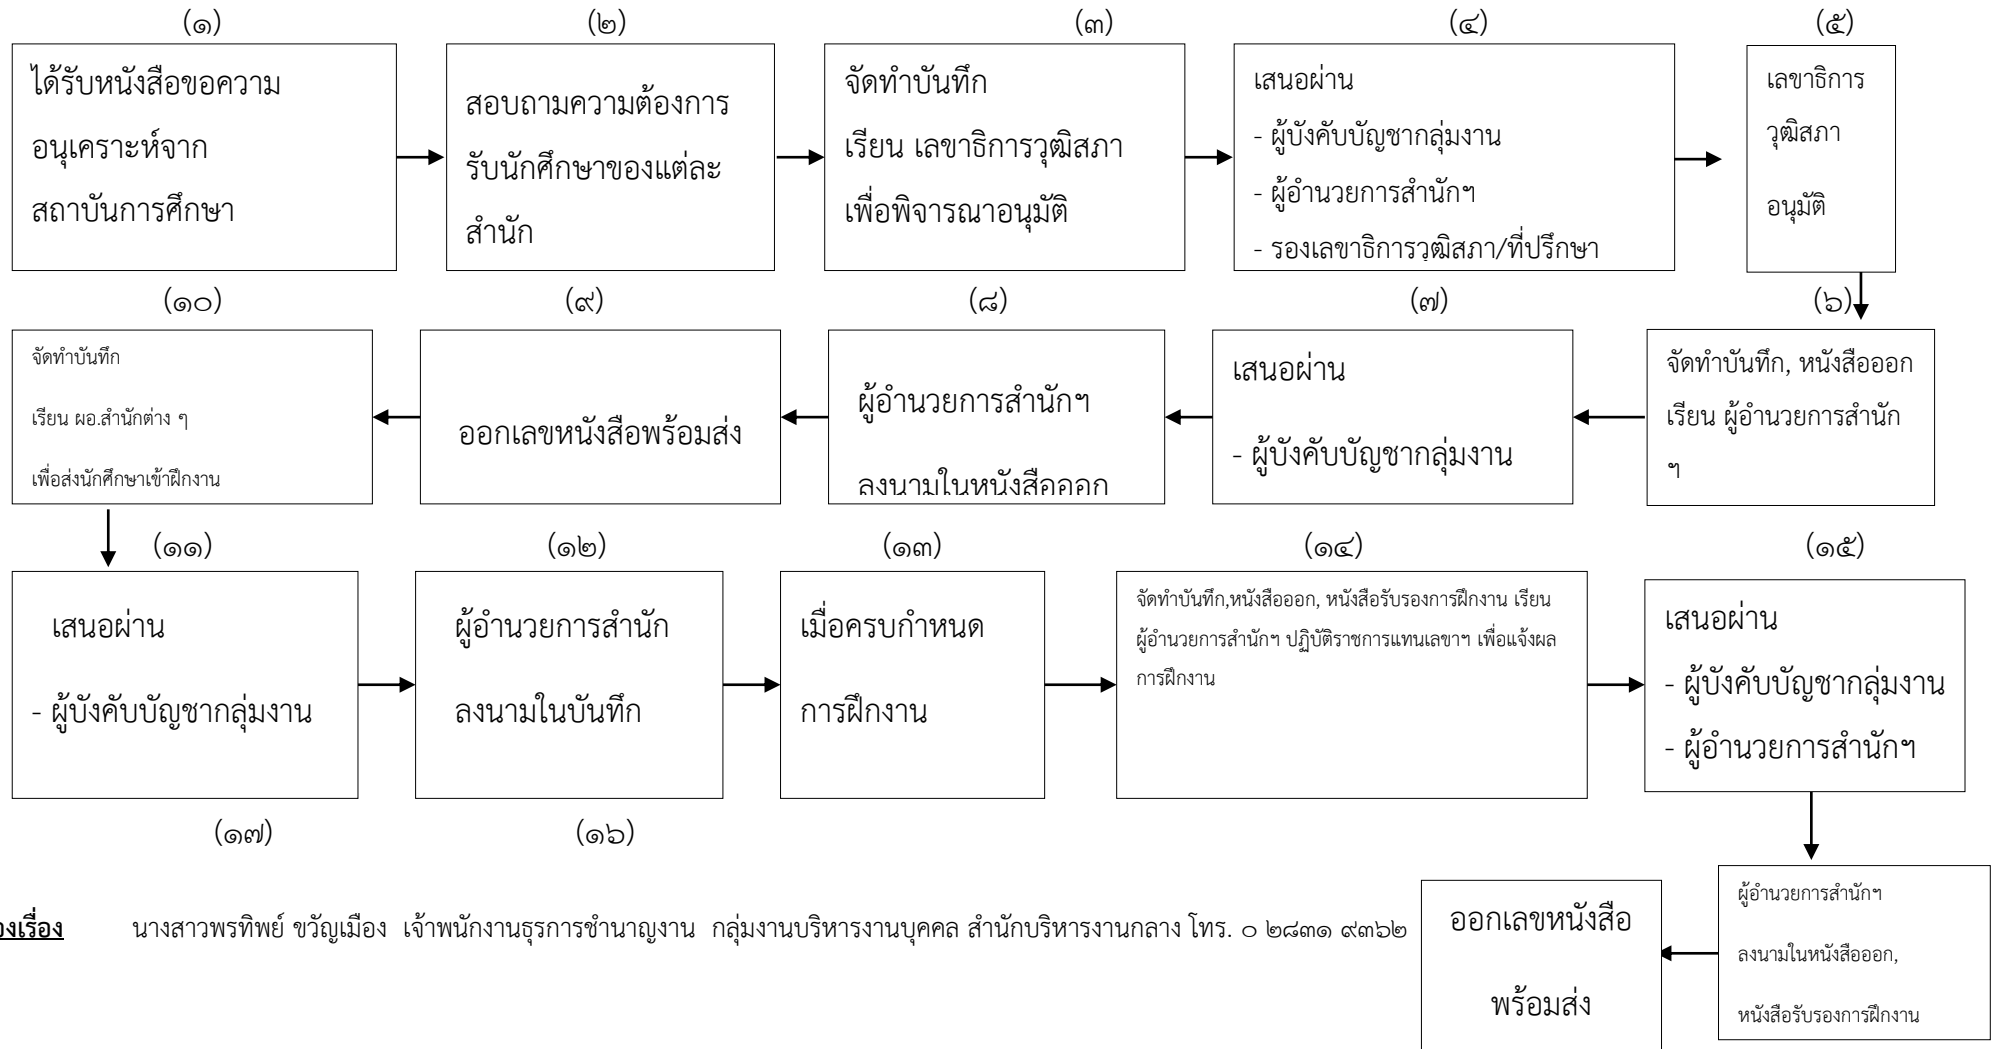 (๑)
ได้รับหนังสือขอความ
อนุเคราะห์จาก
สถาบันการศึกษา
(๒)
สอบถามความต้องการ
รับนักศึกษาของแต่ละ
สำนัก
(๓)
จัดทำบันทึก
เรียน เลขาธิการวุฒิสภา
เพื่อพิจารณาอนุมัติ
(๔)
เสนอผ่าน
- ผู้บังคับบัญชากลุ่มงาน
- ผู้อำนวยการสำนักฯ
- รองเลขาธิการวุฒิสภา/ที่ปรึกษา
(๕)
เลขาธิการ
วุฒิสภา
อนุมัติ
(๖)
จัดทำบันทึก, หนังสือออก
เรียน ผู้อำนวยการสำนัก
ฯ
(๗)
เสนอผ่าน
- ผู้บังคับบัญชากลุ่มงาน
(๘)
ผู้อำนวยการสำนักฯ
ลงนามในหนังสือออก
(๙)
ออกเลขหนังสือพร้อมส่ง
(๑๐)
จัดทำบันทึก
เรียน ผอ.สำนักต่าง ๆ
เพื่อส่งนักศึกษาเข้าฝึกงาน
(๑๑)
เสนอผ่าน
- ผู้บังคับบัญชากลุ่มงาน
(๑๒)
ผู้อำนวยการสำนัก
ลงนามในบันทึก
(๑๓)
เมื่อครบกำหนด
การฝึกงาน
(๑๔)
จัดทำบันทึก,หนังสือออก, หนังสือรับรองการฝึกงาน เรียน
ผู้อำนวยการสำนักฯ ปฏิบัติราชการแทนเลขาฯ เพื่อแจ้งผล
การฝึกงาน
(๑๕)
เสนอผ่าน
- ผู้บังคับบัญชากลุ่มงาน
- ผู้อำนวยการสำนักฯ
(๑๗)
(๑๖)
ผู้อำนวยการสำนักฯ
ลงนามในหนังสือออก,
หนังสือรับรองการฝึกงาน
ออกเลขหนังสือ
พร้อมส่ง
องเรื่อง นางสาวพรทิพย์ ขวัญเมือง เจ้าพนักงานธุรการชำนาญงาน กลุ่มงานบริหารงานบุคคล สำนักบริหารงานกลาง โทร. ๐ ๒๘๓๑ ๙๓๖๒